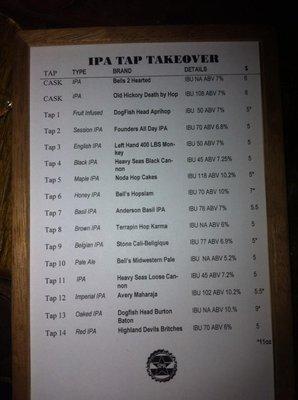 IPA TAP TAKEOVER
TAP TYPE BRAND DETAILS $
CASK IPA Bells 2 Hearted IBU NA ABV 7% 6
CASK IPA Old Hickory Death by Hop IBU 108 ABV 7% 6
Tap 1 Fruit Infused DogFish Head Aprihop IBU 50 ABV 7% 5*
Tap 2 Session IPA Founders All Day IPA IBU 70 ABV 6.8% 5
Tap 3 English IPA Left Hand 400 LBS Mon-
key IBU 50 ABV 7% 5
Tap 4 Black IPA Heavy Seas Black Can-
non IBU 45 ABV 7.25% 5
Tap 5 Maple IPA Noda Hop Cakes IBU 118 ABV 10.2% 5*
Tap 6 Honey IPA Bell's Hopslam IBU 70 ABV 10% 7*
Tap 7 Basil IPA Anderson Basil IPA IBU 76 ABV 7% 5.5
Tap 8 Brown IPA Terrapin Hop Karma IBU NA ABV 6% 5
Tap 9 Belgian IPA Stone Cali-Beligique IBU 77 ABV 6.9% 5*
Tap 10 Pale Ale Bell's Midwestern Pale IBU NA ABV 5.2% 5
Tap 11 IPA Heavy Seas Loose Can-
non IBU 45 ABV 7.2% 5
Tap 12 Imperial IPA Avery Maharaja IBU 102 ABV 10.2% 5.5*
Tap 13 Oaked IPA Dogfish Head Burton
Baton IBU NA ABV 10.% 9*
Tap 14 Red IPA Highland Devils Britches IBU 70 ABV 6% 5
*11oz